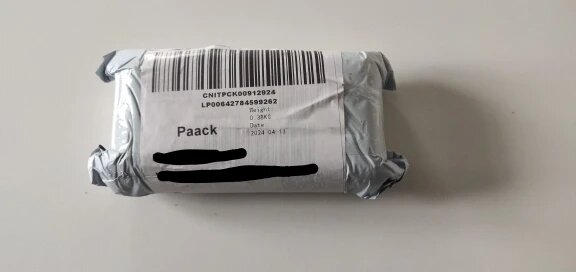 CNITPCK00912924
LP00642784599262
Weight
0.38KG
Date
Paack
2024-04-13